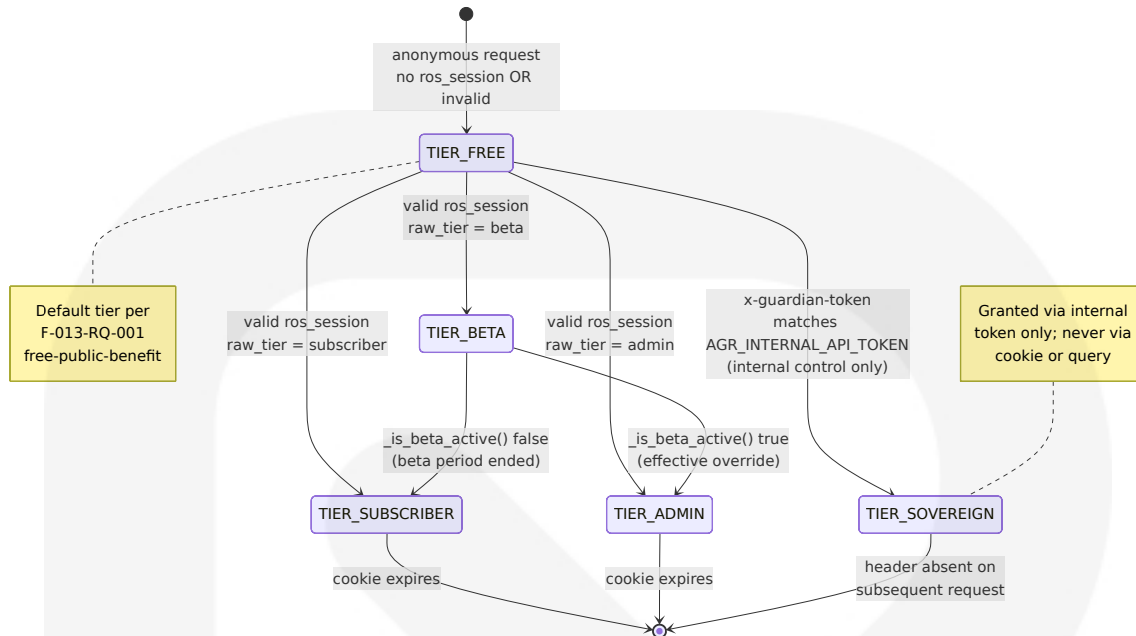 anonymous request
no ros_session OR
invalid
TIER_FREE
valid ros_session
raw_tier = beta
Default tier per
F-013-RQ-001
free-public-benefit
valid ros_session
raw_tier = subscriber
TIER_BETA
valid ros_session
raw_tier = admin
x-guardian-token
matches
AGR_INTERNAL_API_TOKEN
(internal control only)
Granted via internal
token only; never via
cookie or query
_is_beta_active() false
(beta period ended)
_is_beta_active() true
(effective override)
TIER_SUBSCRIBER
TIER_ADMIN
TIER_SOVEREIGN
cookie expires
cookie expires
header absent on
subsequent request